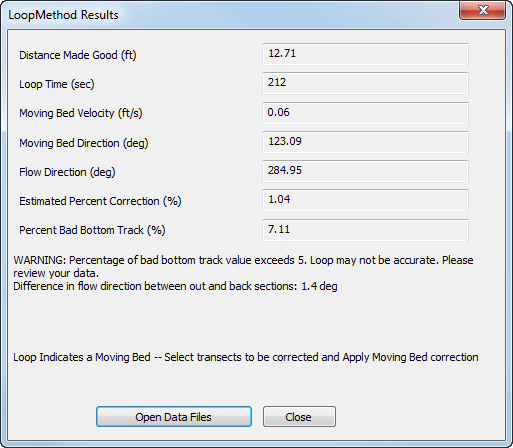 LoopMethod Results
Distance Made Good (ft) 12.71
Loop Time (sec) 212
Moving Bed Velocity (ft/s) 0.06
Moving Bed Direction (deg) 123.09
Flow Direction (deg) 284.95
Estimated Percent Correction (%) 1.04
Percent Bad Bottom Track (%) 7.11
WARNING: Percentage of bad bottom track value exceeds 5. Loop may not be accurate. Please
review your data.
Difference in flow direction between out and back sections: 1.4 deg
Loop Indicates a Moving Bed -- Select transects to be corrected and Apply Moving Bed correction
Open Data Files Close